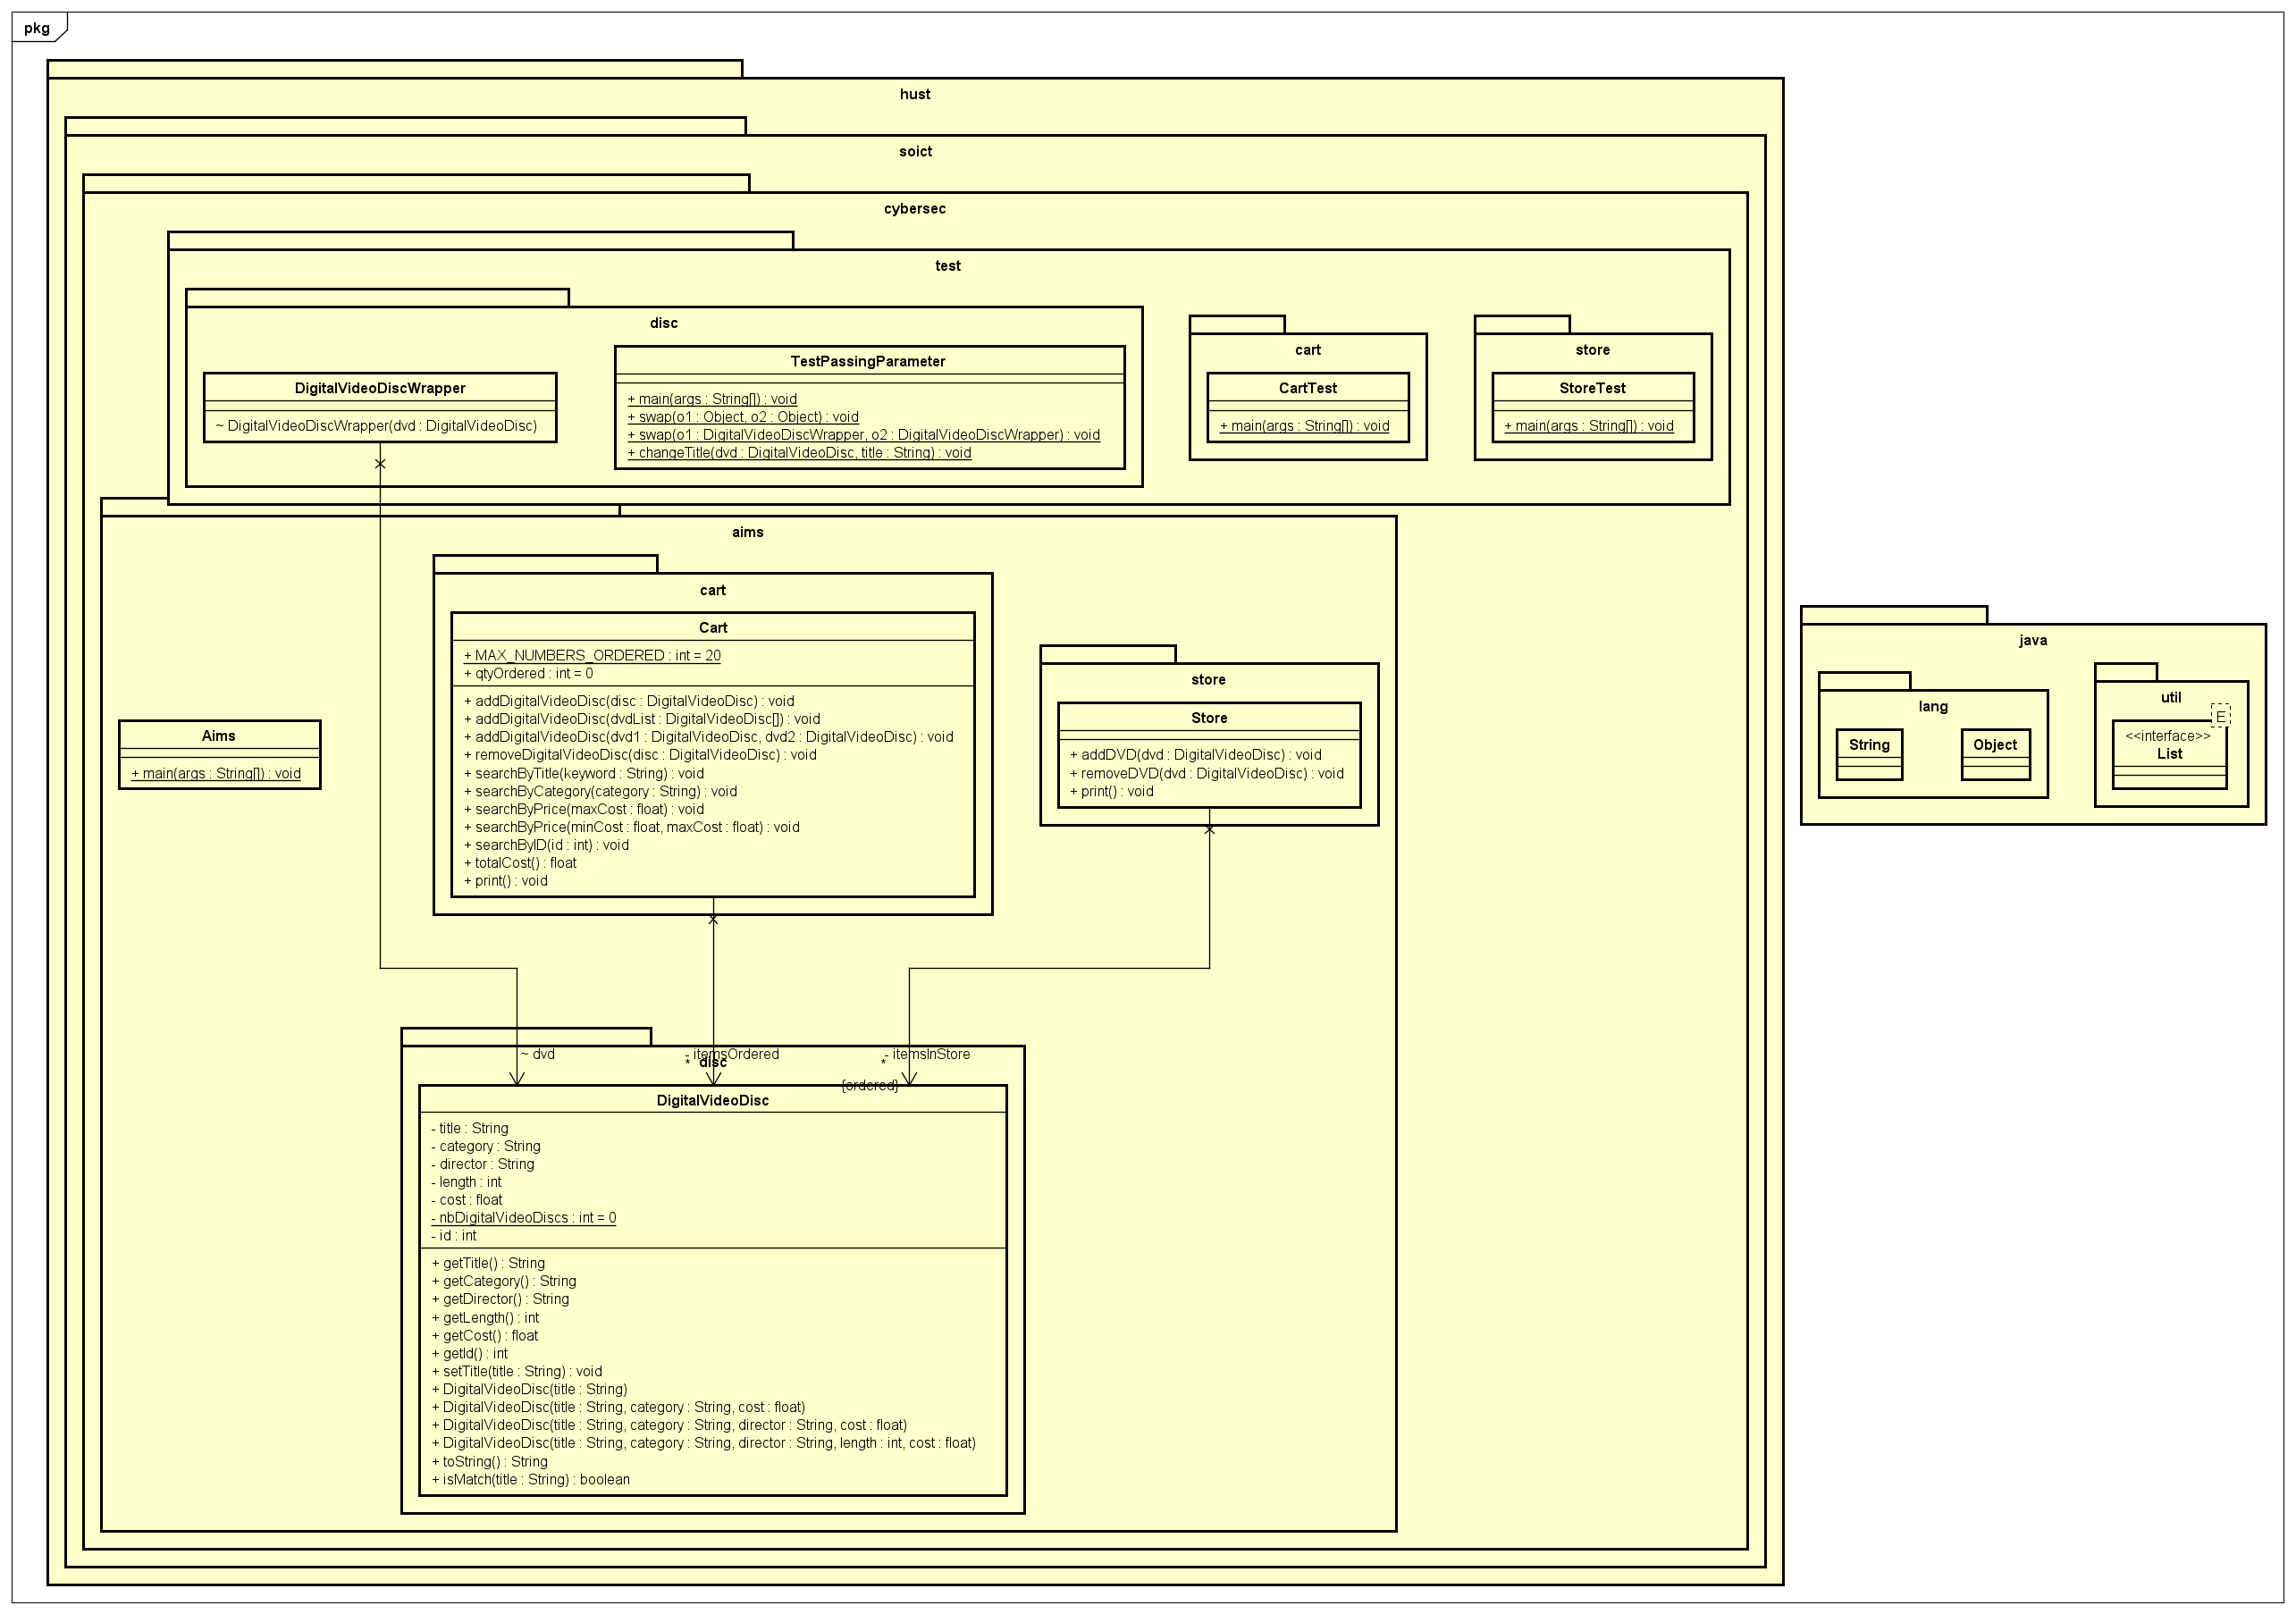 pkg
hust
soict
cybersec
test
disc
DigitalVideoDiscWrapper
~ DigitalVideoDiscWrapper(dvd : DigitalVideoDisc)
TestPassingParameter
+ main(args : String[]) : void
+ swap(o1 : Object, o2 : Object) : void
+ swap(o1 : DigitalVideoDiscWrapper, o2 : DigitalVideoDiscWrapper) : void
+ changeTitle(dvd : DigitalVideoDisc, title : String) : void
cart
CartTest
+ main(args : String[]) : void
store
StoreTest
+ main(args : String[]) : void
aims
Aims
+ main(args : String[]) : void
cart
Cart
+ MAX_NUMBERS_ORDERED : int = 20
+ qtyOrdered : int = 0
+ addDigitalVideoDisc(disc : DigitalVideoDisc) : void
+ addDigitalVideoDisc(dvdList : DigitalVideoDisc[]) : void
+ addDigitalVideoDisc(dvd1 : DigitalVideoDisc, dvd2 : DigitalVideoDisc) : void
+ removeDigitalVideoDisc(disc : DigitalVideoDisc) : void
+ searchByTitle(keyword : String) : void
+ searchByCategory(category : String) : void
+ searchByPrice(maxCost : float) : void
+ searchByPrice(minCost : float, maxCost : float) : void
+ searchByID(id : int) : void
+ totalCost() : float
+ print() : void
store
Store
+ addDVD(dvd : DigitalVideoDisc) : void
+ removeDVD(dvd : DigitalVideoDisc) : void
+ print() : void
java
lang
String
Object
util
E
<<interface>>
List
~ dvd
- itemsOrdered
*
- itemsInStore
*
{ordered}
disc
DigitalVideoDisc
- title : String
- category : String
- director : String
- length : int
- cost : float
- nbDigitalVideoDiscs : int = 0
- id : int
+ getTitle() : String
+ getCategory() : String
+ getDirector() : String
+ getLength() : int
+ getCost() : float
+ getId() : int
+ setTitle(title : String) : void
+ DigitalVideoDisc(title : String)
+ DigitalVideoDisc(title : String, category : String, cost : float)
+ DigitalVideoDisc(title : String, category : String, director : String, cost : float)
+ DigitalVideoDisc(title : String, category : String, director : String, length : int, cost : float)
+ toString() : String
+ isMatch(title : String) : boolean